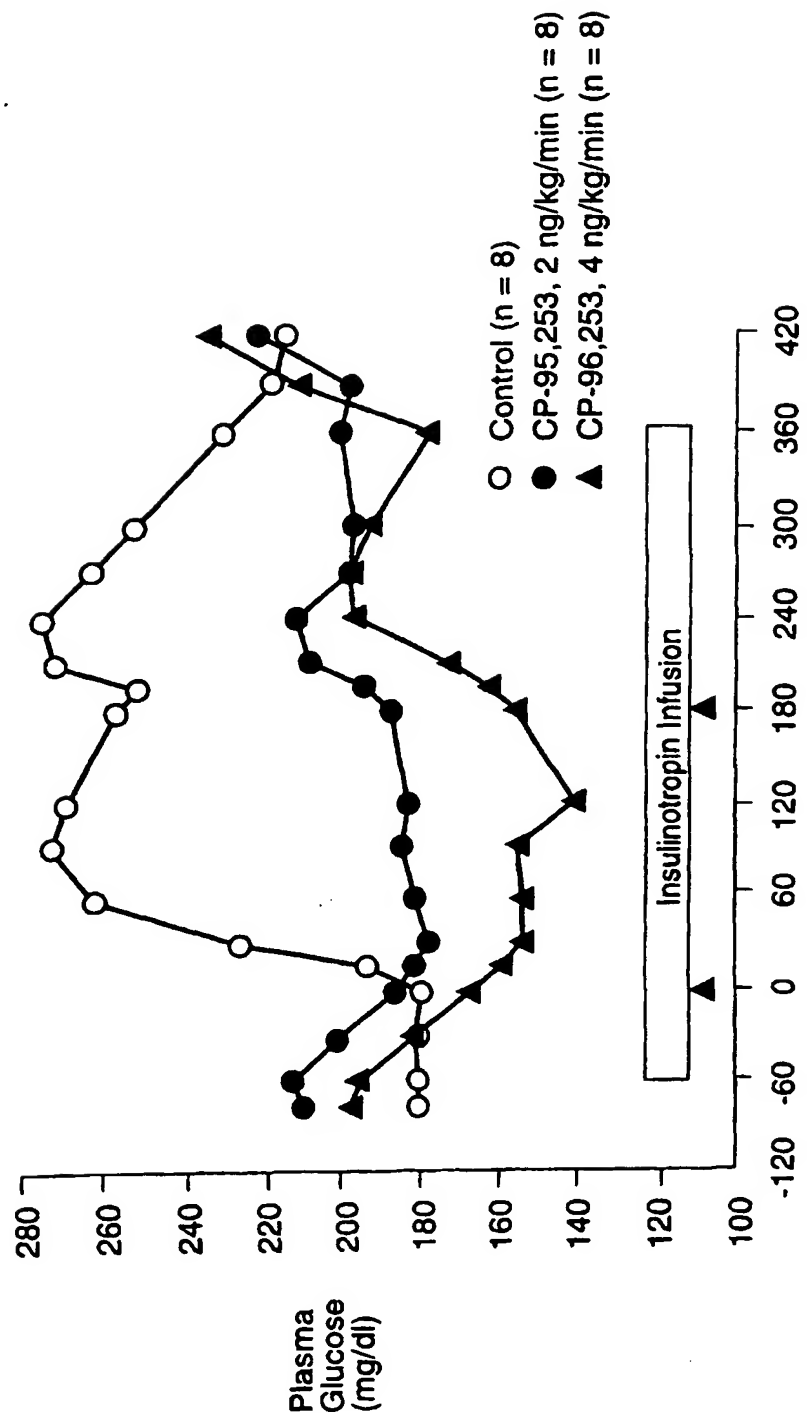 Plasma
Glucose
(mg/dl)
280
260
240
220
200
180
160
140
120
100
-120
-60
0
60
120
180
240
300
360
420
Insulinotropin Infusion
Control (n = 8)
CP-95,253, 2 ng/kg/min (n = 8)
CP-96,253, 4 ng/kg/min (n = 8)